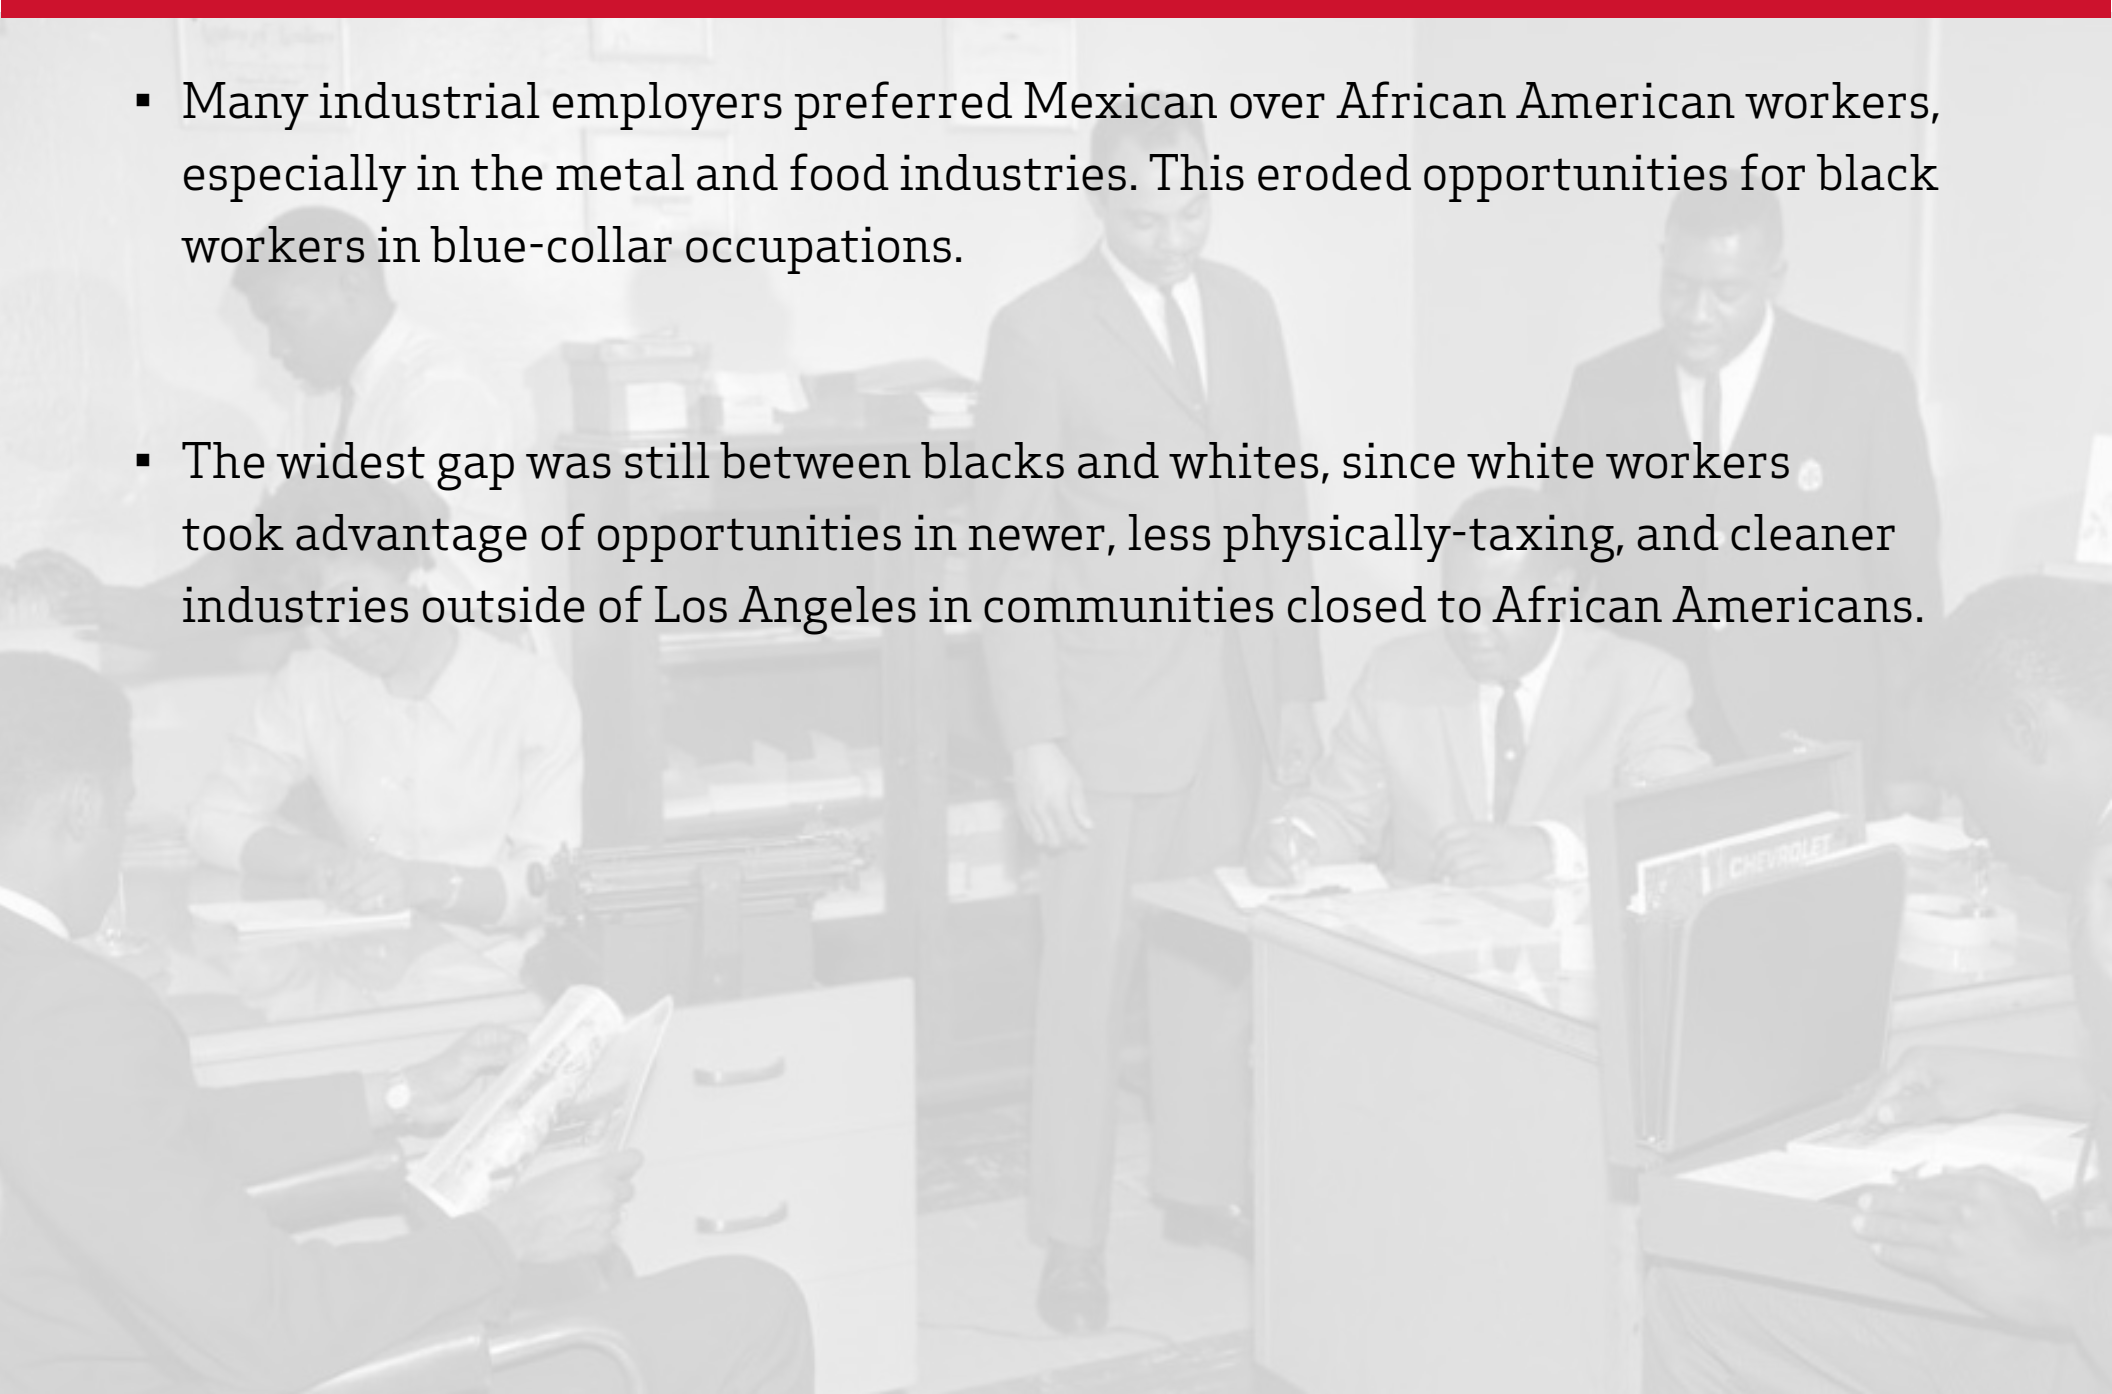 ▪ Many industrial employers preferred Mexican over African American workers,
especially in the metal and food industries. This eroded opportunities for black
workers in blue-collar occupations.
▪ The widest gap was still between blacks and whites, since white workers
took advantage of opportunities in newer, less physically-taxing, and cleaner
industries outside of Los Angeles in communities closed to African Americans.
CHEVROLET